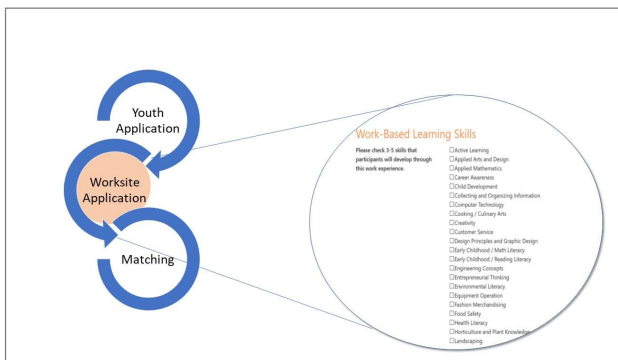 Youth
Application
Worksite
Application
Matching
Work-Based Learning Skills
Please check 3-5 skills that
participants will develop through
this work experience.
☐Active Learning
☐Applied Arts and Design
☐Applied Mathematics
☐Career Awareness
☐Child Development
☐Collecting and Organizing Information
☐Computer Technology
☐Cooking / Culinary Arts
☐Creativity
☐Customer Service
☐Design Principles and Graphic Design
☐Early Childhood / Math Literacy
☐Early Childhood / Reading Literacy
☐Engineering Concepts
☐Entrepreneurial Thinking
☐Environmental Literacy
☐Equipment Operation
☐Fashion Merchandising
☐Food Safety
☐Health Literacy
☐Horticulture and Plant Knowledge
☐Landscaping